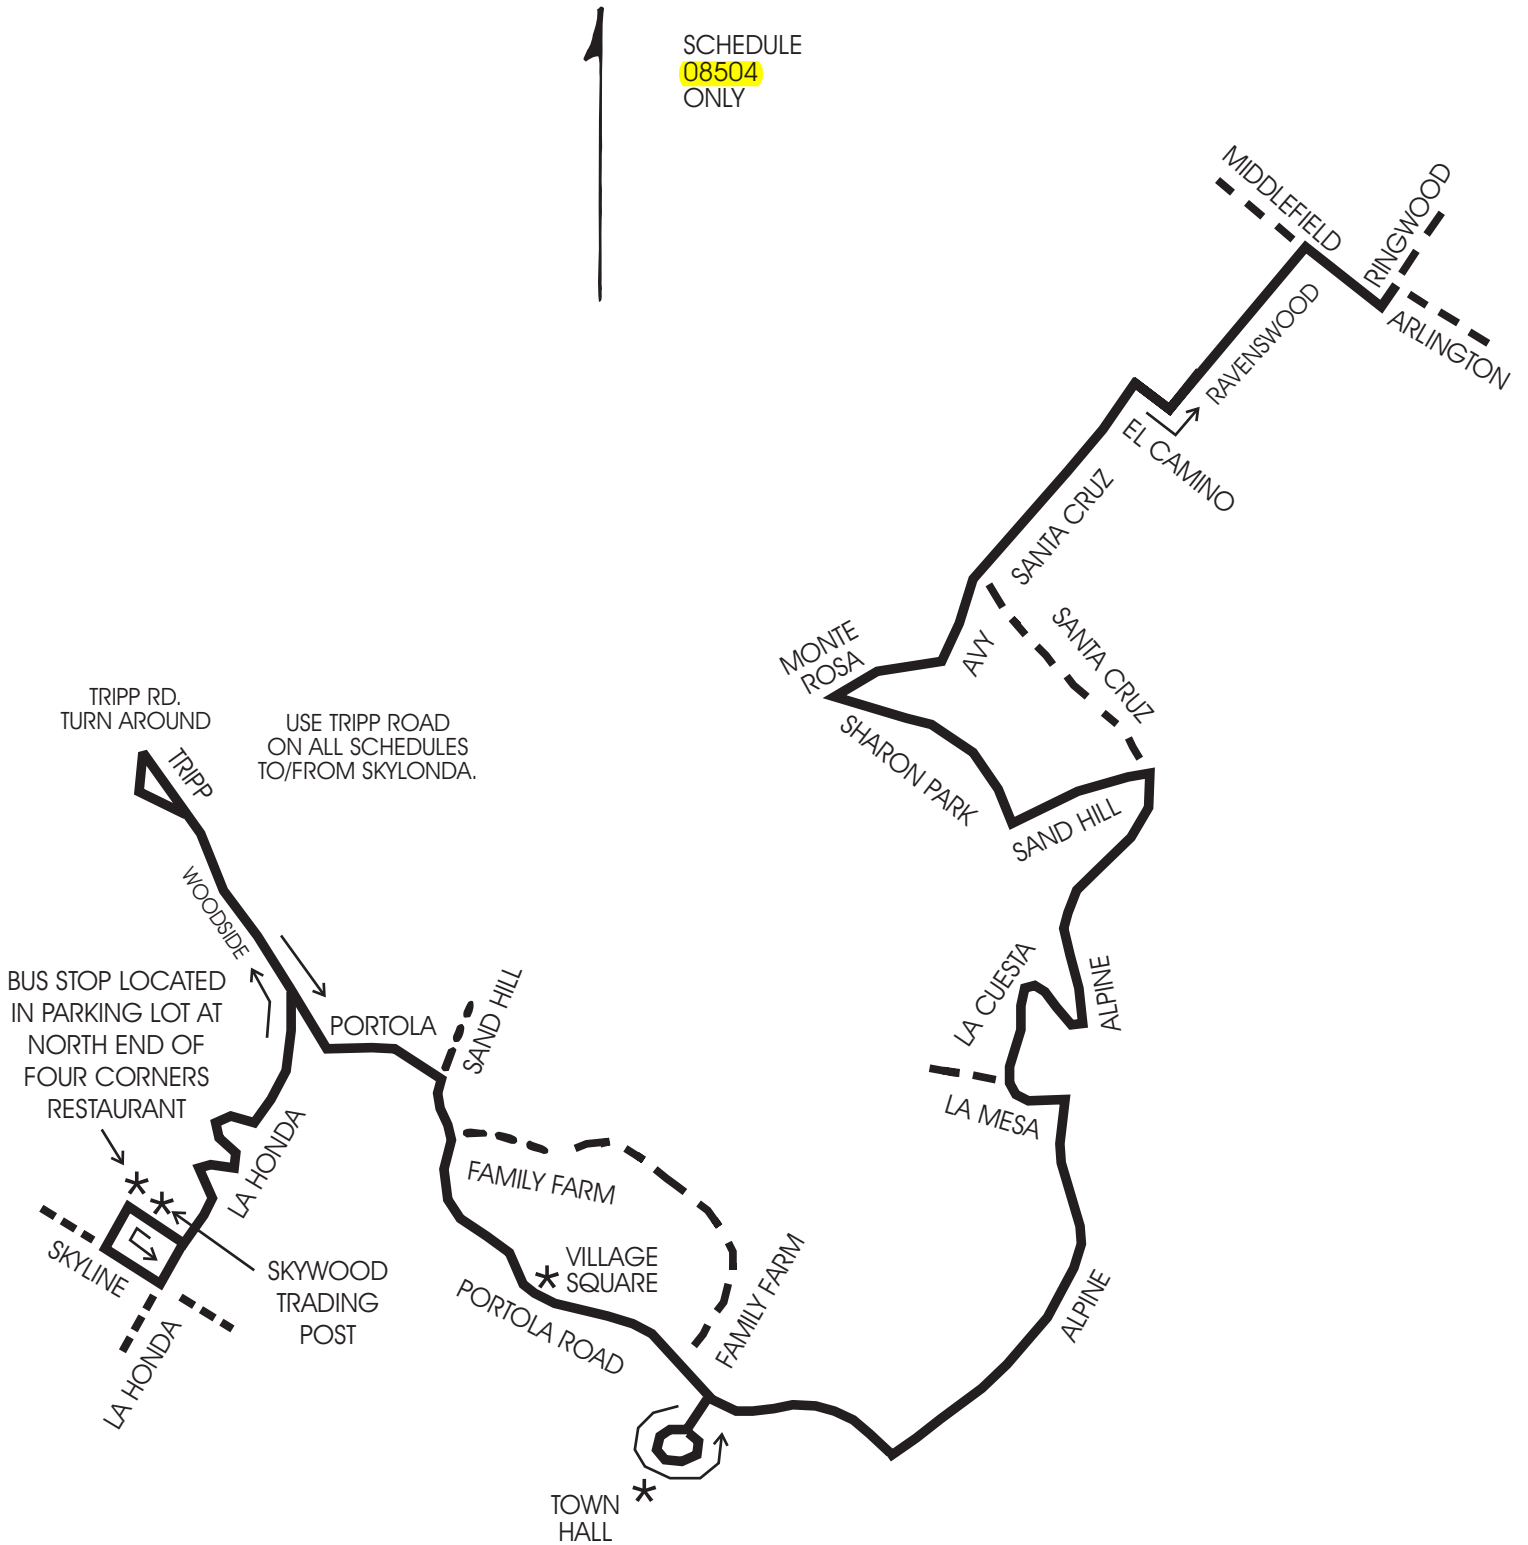 SCHEDULE
08504
ONLY
MIDDLEFIELD
RINGWOOD
ARLINGTON
RAVENSWOOD
EL CAMINO
SANTA CRUZ
SANTA CRUZ
AVY
MONTE
ROSA
SHARON PARK
SAND HILL
TRIPP RD.
TURN AROUND
TRIPP
USE TRIPP ROAD
ON ALL SCHEDULES
TO/FROM SKYLONDA.
WOODSIDE
BUS STOP LOCATED
IN PARKING LOT AT
NORTH END OF
FOUR CORNERS
RESTAURANT
PORTOLA
SAND HILL
LA CUESTA
ALPINE
LA MESA
LA HONDA
FAMILY FARM
SKYLINE
SKYWOOD
TRADING
POST
LA HONDA
VILLAGE
SQUARE
PORTOLA ROAD
FAMILY FARM
ALPINE
TOWN
HALL